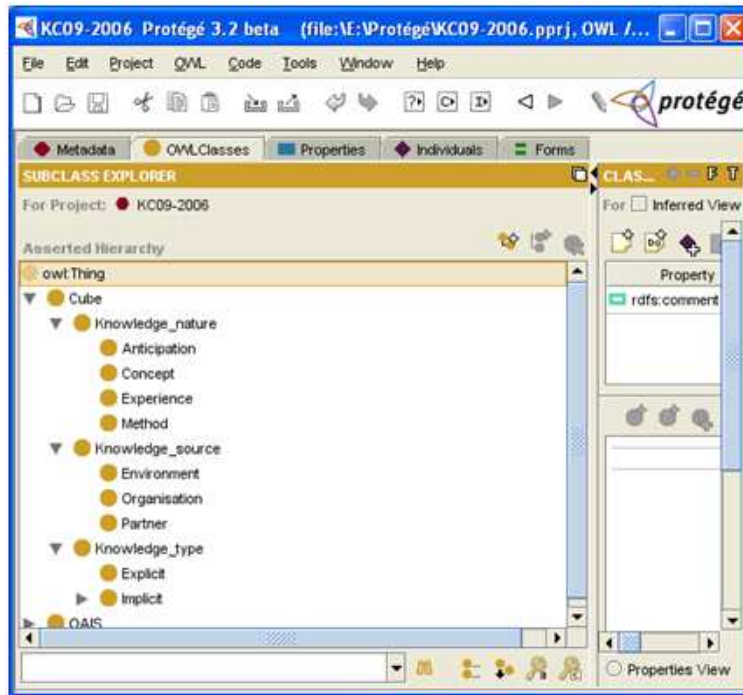 KC09-2006 Protégé 3.2 beta (file:\E:\Protégé\KC09-2006.pprj, OWL /...
File Edit Project OWL Code Tools Window Help
protégé
Metadata OWLClasses Properties Individuals Forms
SUBCLASS EXPLORER
CLAS...
For Project: KC09-2006
For Inferred View
Asserted Hierarchy
owl:Thing
Property
Cube
rdfs:comment
Knowledge_nature
Anticipation
Concept
Experience
Method
Knowledge_source
Environment
Organisation
Partner
Knowledge_type
Explicit
Implicit
OAIS
Properties View